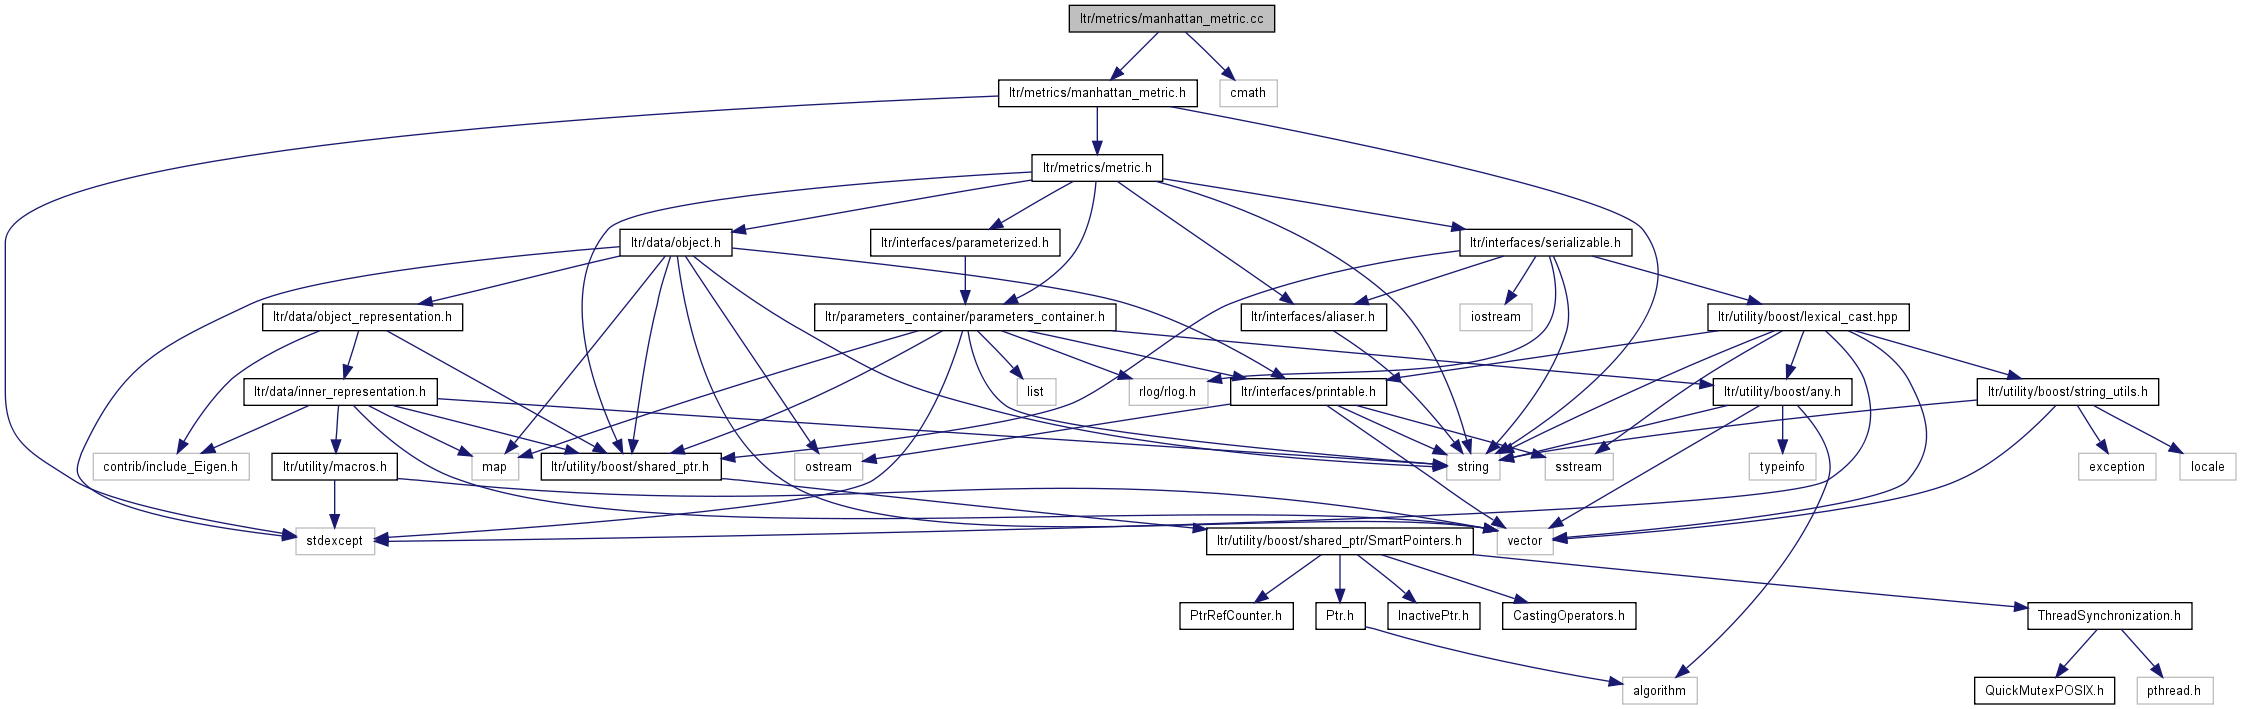 ltr/metrics/manhattan_metric.cc
ltr/metrics/manhattan_metric.h
cmath
ltr/metrics/metric.h
ltr/data/object.h
ltr/interfaces/parameterized.h
ltr/interfaces/serializable.h
ltr/data/object_representation.h
ltr/parameters_container/parameters_container.h
ltr/interfaces/aliaser.h
iostream
ltr/utility/boost/lexical_cast.hpp
ltr/data/inner_representation.h
list
rlog/rlog.h
ltr/interfaces/printable.h
ltr/utility/boost/any.h
ltr/utility/boost/string_utils.h
contrib/include_Eigen.h
ltr/utility/macros.h
map
ltr/utility/boost/shared_ptr.h
ostream
string
sstream
typeinfo
exception
locale
stdexcept
ltr/utility/boost/shared_ptr/SmartPointers.h
vector
PtrRefCounter.h
Ptr.h
InactivePtr.h
CastingOperators.h
ThreadSynchronization.h
algorithm
QuickMutexPOSIX.h
pthread.h